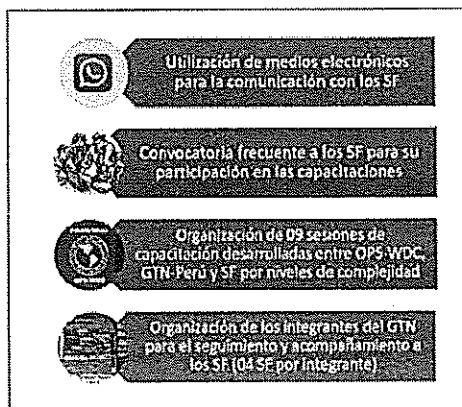 Utilización de medios electrónicos
para la comunicación con los SF
Convocatoria frecuente a los SF para su
participación en las capacitaciones
Organización de 09 sesiones de
capacitación desarrolladas entre OPS-WDC,
GTN-Perú y SF por niveles de complejidad
Organización de los integrantes del GTN
para el seguimiento y acompañamiento a
los SF (04 SF por integrante)